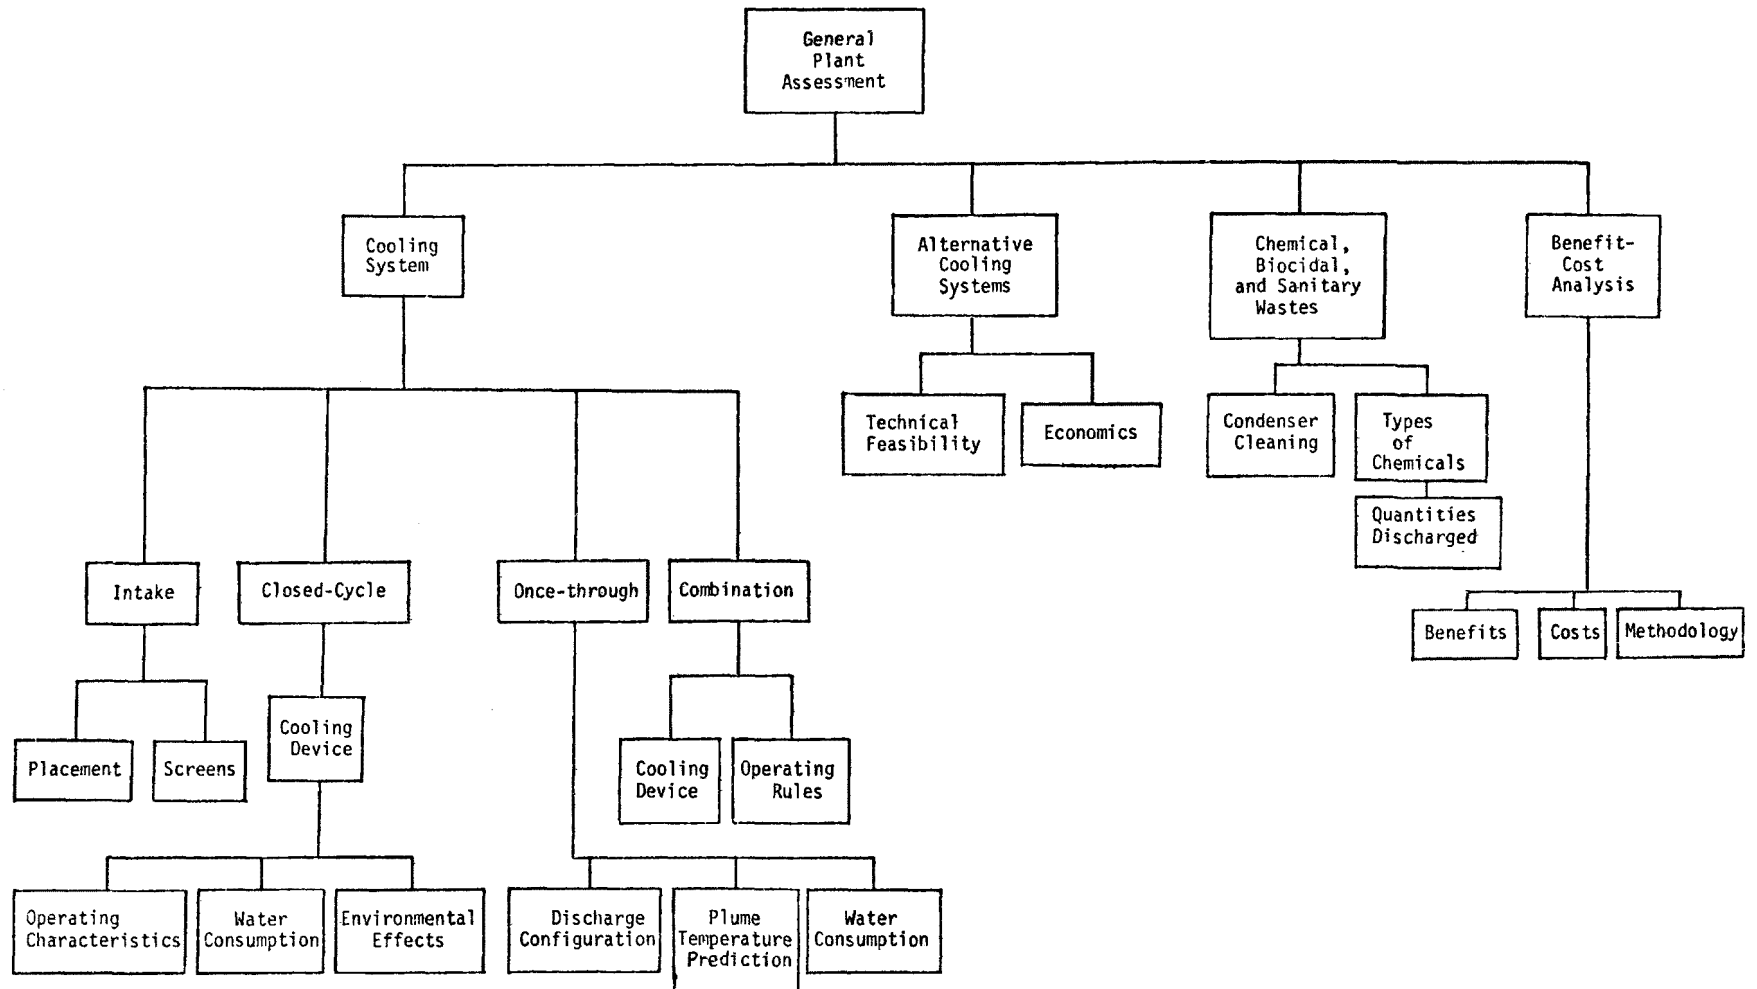 General
Plant
Assessment
Cooling
System
Alternative
Cooling
Systems
Chemical,
Biocidal,
and Sanitary
Wastes
Benefit-
Cost
Analysis
Technical
Feasibility
Economics
Condenser
Cleaning
Types
of
Chemicals
Quantities
Discharged
Intake
Closed-Cycle
Once-through
Combination
Benefits
Costs
Methodology
Placement
Screens
Cooling
Device
Cooling
Device
Operating
Rules
Operating
Characteristics
Water
Consumption
Environmental
Effects
Discharge
Configuration
Plume
Temperature
Prediction
Water
Consumption